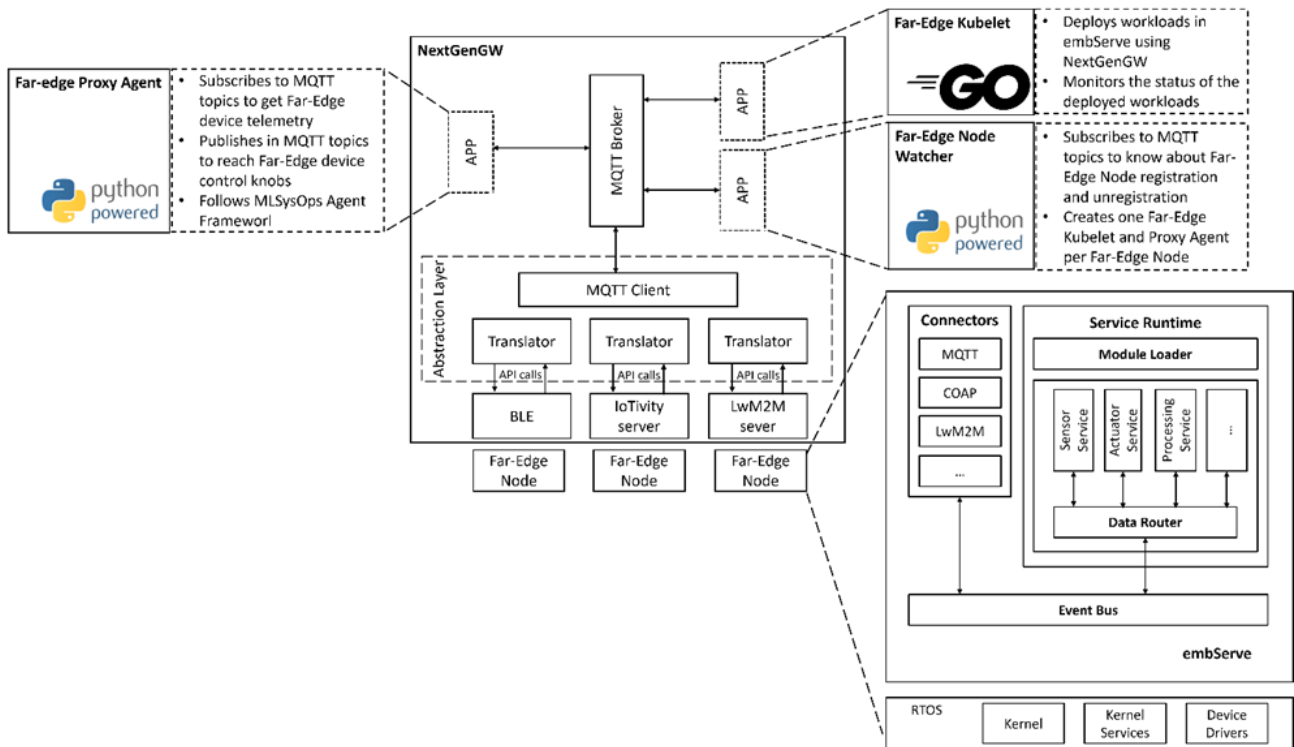 Far-edge Proxy Agent
python
powered
• Subscribes to MQTT
topics to get Far-Edge
device telemetry
• Publishes in MQTT topics
to reach Far-Edge device
control knobs
• Follows MLSysOps Agent
Frameworl
NextGenGW
APP
MQTT Broker
APP
APP
Abstraction Layer
MQTT Client
Translator
Translator
Translator
API calls
API calls
API calls
BLE
IoTivity
server
LwM2M
sever
Far-Edge
Node
Far-Edge
Node
Far-Edge
Node
Far-Edge Kubelet
GO
• Deploys workloads in
embServe using
NextGenGW
• Monitors the status of the
deployed workloads
Far-Edge Node
Watcher
python
powered
• Subscribes to MQTT
topics to know about Far-
Edge Node registration
and unregistration
• Creates one Far-Edge
Kubelet and Proxy Agent
per Far-Edge Node
Connectors
MQTT
COAP
LwM2M
...
Service Runtime
Module Loader
Sensor
Service
Actuator
Service
Processing
Service
...
Data Router
Event Bus
embServe
RTOS
Kernel
Kernel
Services
Device
Drivers